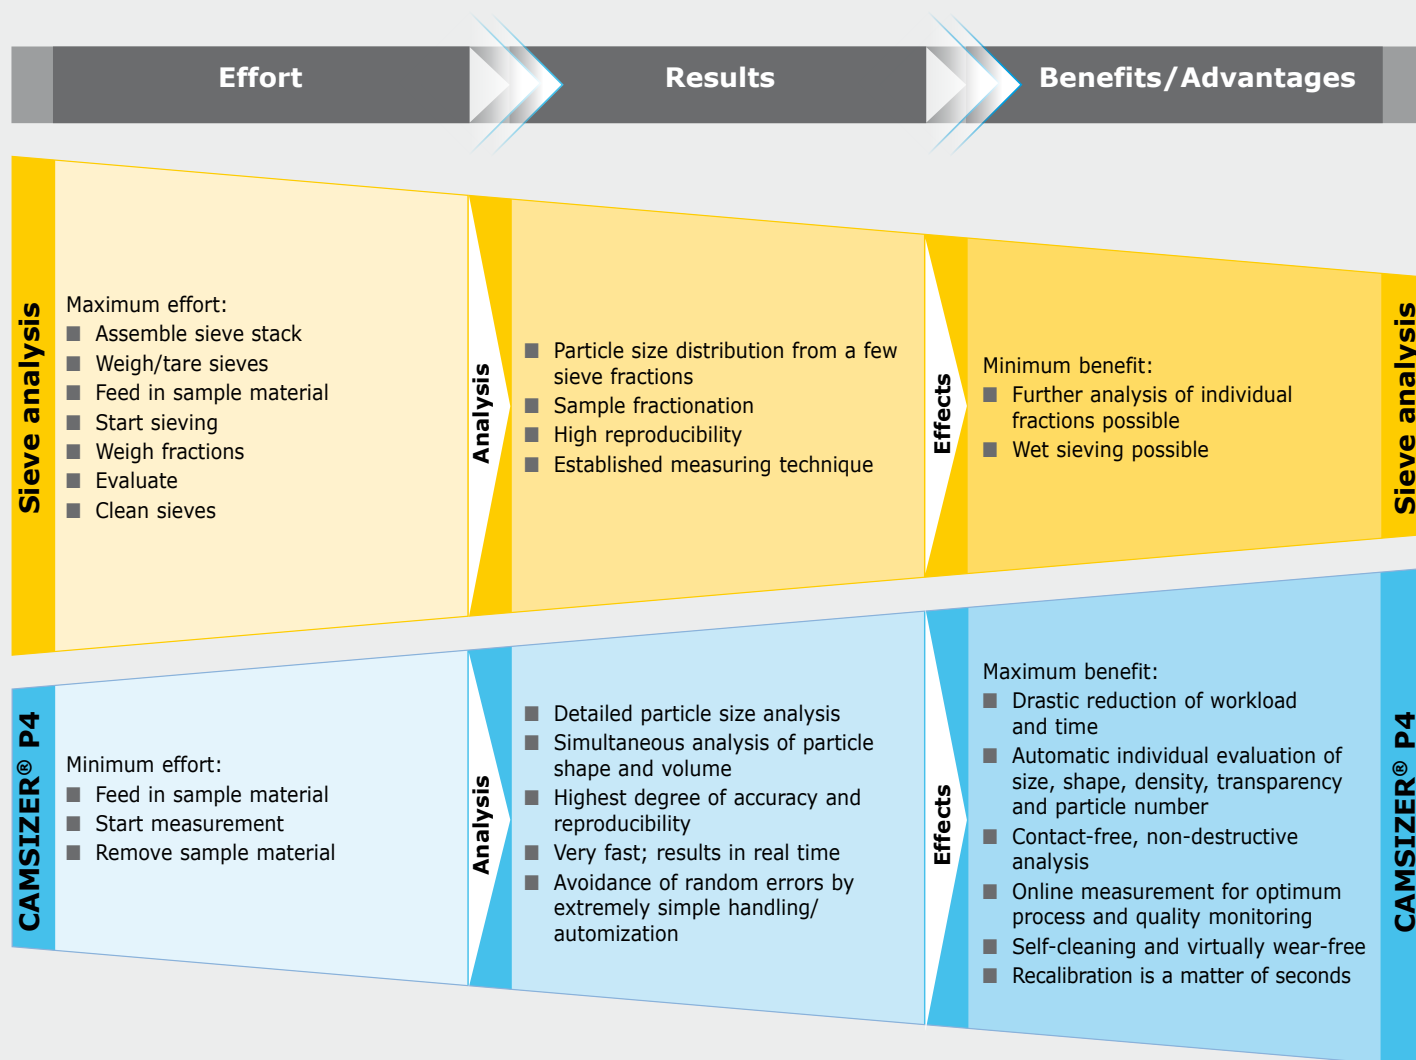 Effort
Results
Benefits/Advantages
Sieve analysis
Maximum effort:
■ Assemble sieve stack
■ Weigh/tare sieves
■ Feed in sample material
■ Start sieving
■ Weigh fractions
■ Evaluate
■ Clean sieves
Analysis
■ Particle size distribution from a few
sieve fractions
■ Sample fractionation
■ High reproducibility
■ Established measuring technique
Effects
Minimum benefit:
■ Further analysis of individual
fractions possible
■ Wet sieving possible
Sieve analysis
CAMSIZER® P4
Minimum effort:
■ Feed in sample material
■ Start measurement
■ Remove sample material
Analysis
■ Detailed particle size analysis
■ Simultaneous analysis of particle
shape and volume
■ Highest degree of accuracy and
reproducibility
■ Very fast; results in real time
■ Avoidance of random errors by
extremely simple handling/
automization
Effects
Maximum benefit:
■ Drastic reduction of workload
and time
■ Automatic individual evaluation of
size, shape, density, transparency
and particle number
■ Contact-free, non-destructive
analysis
■ Online measurement for optimum
process and quality monitoring
■ Self-cleaning and virtually wear-free
■ Recalibration is a matter of seconds
CAMSIZER® P4